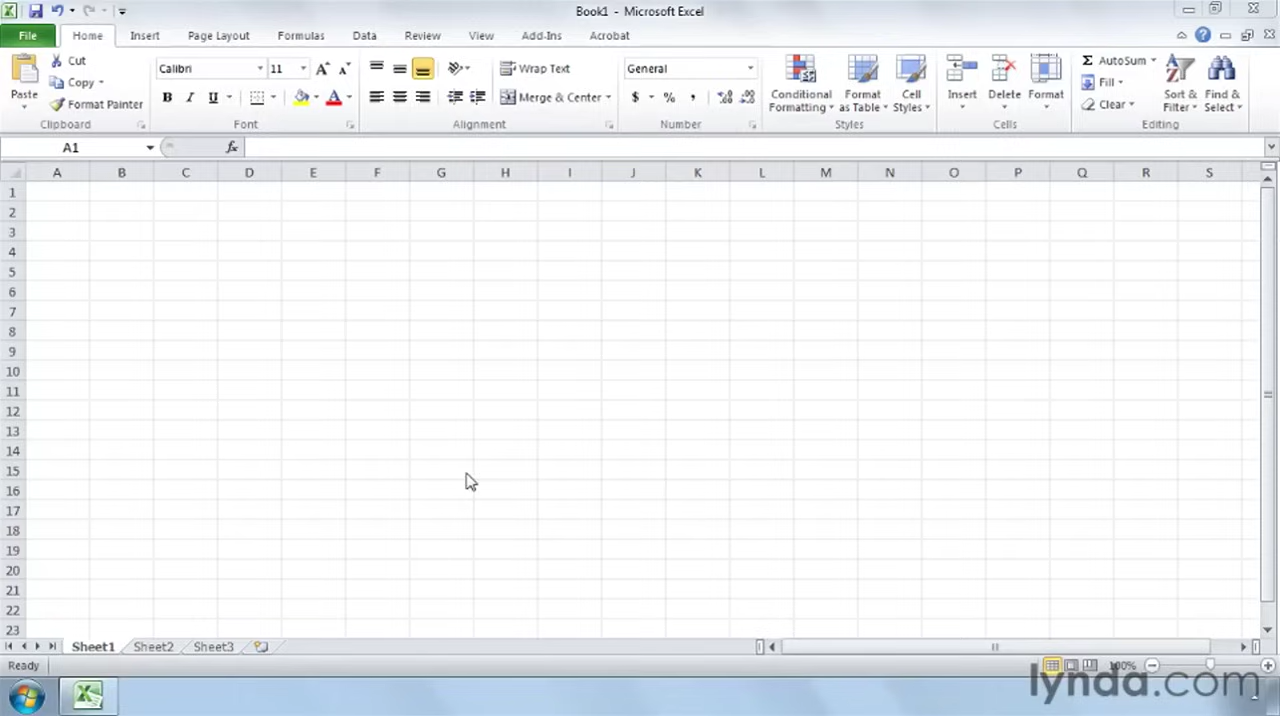 Book1 - Microsoft Excel
File Home Insert Page Layout Formulas Data Review View Add-Ins Acrobat
Cut
Copy
Format Painter
Paste
Clipboard
Calibri 11
B I U A
Font
Wrap Text
Merge & Center
Alignment
General
$ % ,
Number
Conditional Formatting
Format as Table
Cell Styles
Styles
Insert Delete Format
Cells
Σ AutoSum
Fill
Clear
Sort & Filter
Find & Select
Editing
A1 fx
A B C D E F G H I J K L M N O P Q R S
1
2
3
4
5
6
7
8
9
10
11
12
13
14
15
16
17
18
19
20
21
22
23
Sheet1 Sheet2 Sheet3
Ready 100%
lynda.com